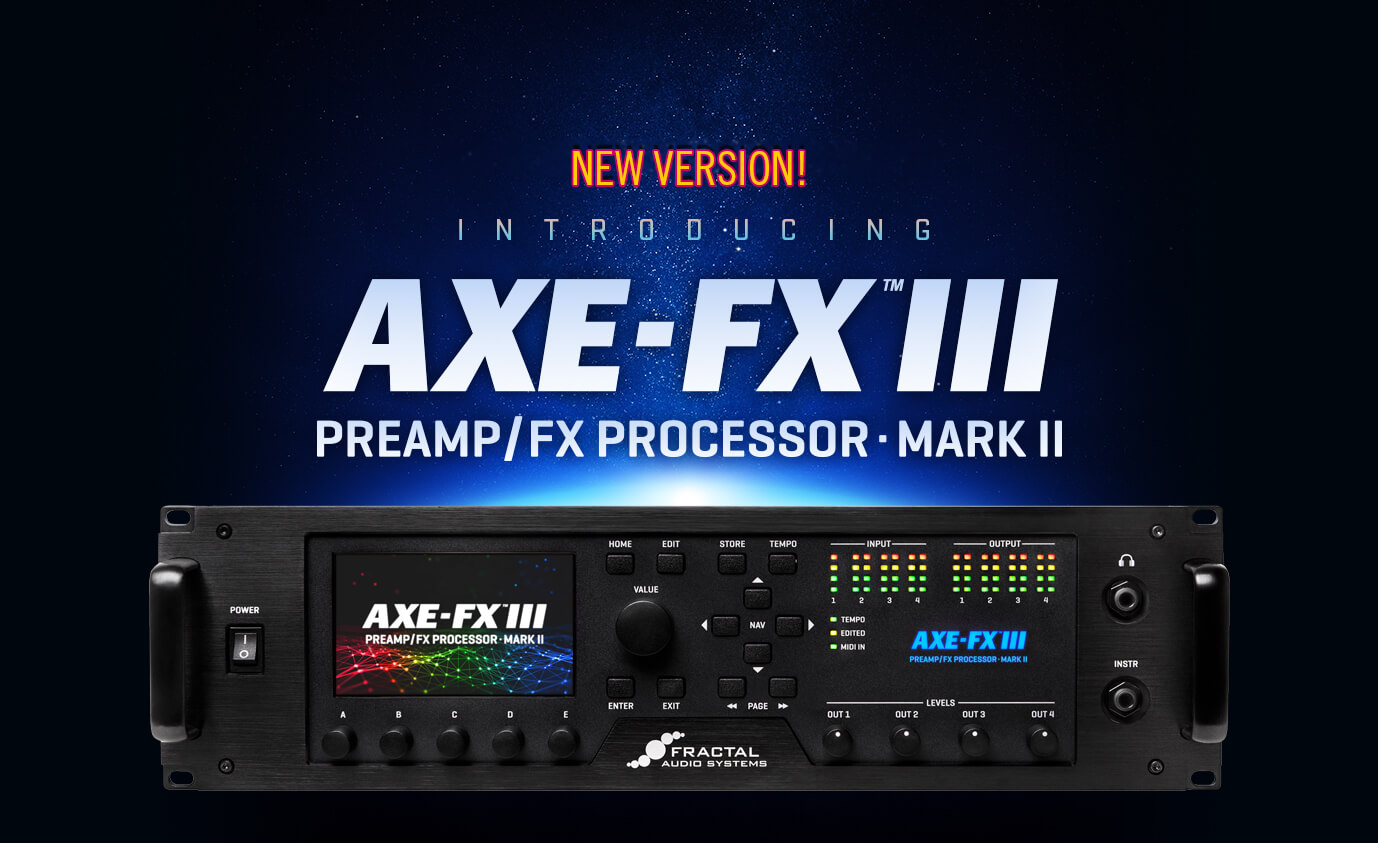 NEW VERSION!
INTRODUCING
AXE-FX™ III
PREAMP/FX PROCESSOR · MARK II
HOME EDIT STORE TEMPO
INPUT OUTPUT
1 2 3 4 1 2 3 4
VALUE
POWER
AXE-FX™ III
PREAMP/FX PROCESSOR · MARK II
NAV
TEMPO
EDITED
MIDI IN
AXE-FX™ III
PREAMP/FX PROCESSOR · MARK II
INSTR
ENTER EXIT PAGE
LEVELS
A B C D E
OUT 1 OUT 2 OUT 3 OUT 4
FRACTAL
AUDIO SYSTEMS